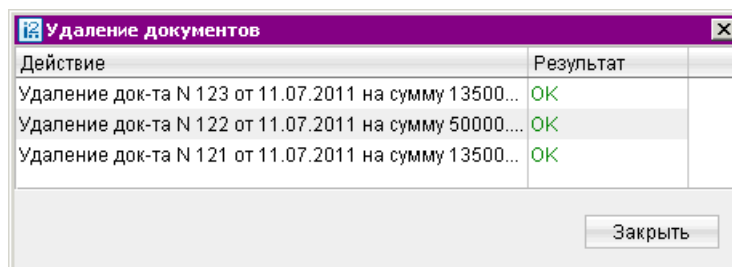 Удаление документов
Действие Результат
Удаление док-та N 123 от 11.07.2011 на сумму 13500... OK
Удаление док-та N 122 от 11.07.2011 на сумму 50000.... OK
Удаление док-та N 121 от 11.07.2011 на сумму 13500... OK
Закрыть